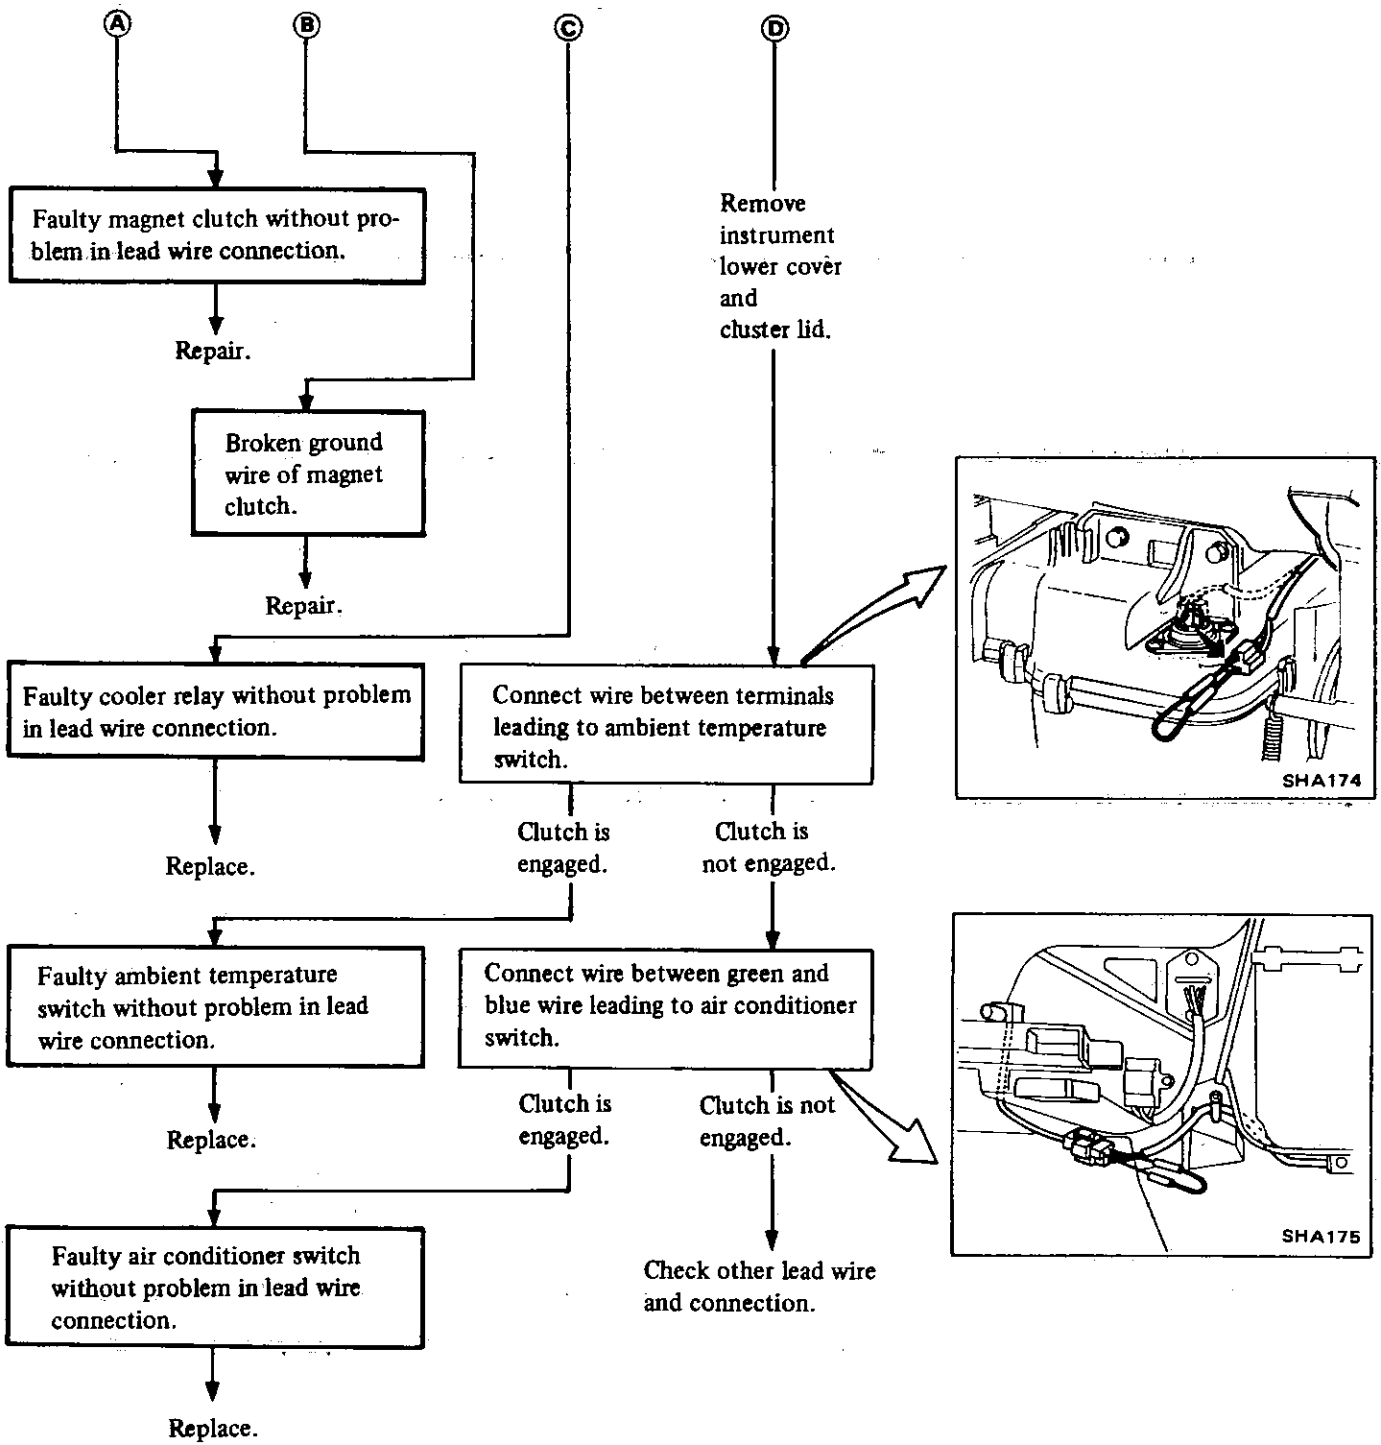 A
B
C
D
Faulty magnet clutch without pro-
blem in lead wire connection.
Repair.
Remove
instrument
lower cover
and
cluster lid.
Broken ground
wire of magnet
clutch.
Repair.
Faulty cooler relay without problem
in lead wire connection.
Replace.
Connect wire between terminals
leading to ambient temperature
switch.
SHA174
Clutch is
engaged.
Clutch is
not engaged.
Faulty ambient temperature
switch without problem in lead
wire connection.
Replace.
Connect wire between green and
blue wire leading to air conditioner
switch.
SHA175
Clutch is
engaged.
Clutch is not
engaged.
Faulty air conditioner switch
without problem in lead wire
connection.
Replace.
Check other lead wire
and connection.